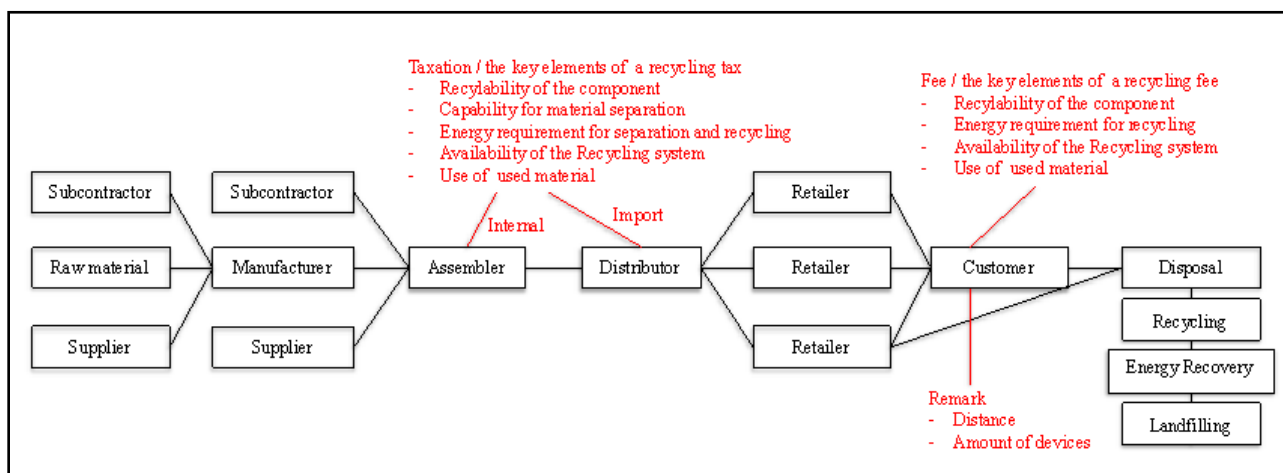 Taxation / the key elements of a recycling tax
- Recylability of the component
- Capability for material separation
- Energy requirement for separation and recycling
- Availability of the Recycling system
- Use of used material
Fee / the key elements of a recycling fee
- Recylability of the component
- Energy requirement for recycling
- Availability of the Recycling system
- Use of used material
Subcontractor
Subcontractor
Retailer
Internal
Import
Raw material
Manufacturer
Assembler
Distributor
Retailer
Customer
Disposal
Recycling
Supplier
Supplier
Retailer
Energy Recovery
Remark
- Distance
- Amount of devices
Landfilling